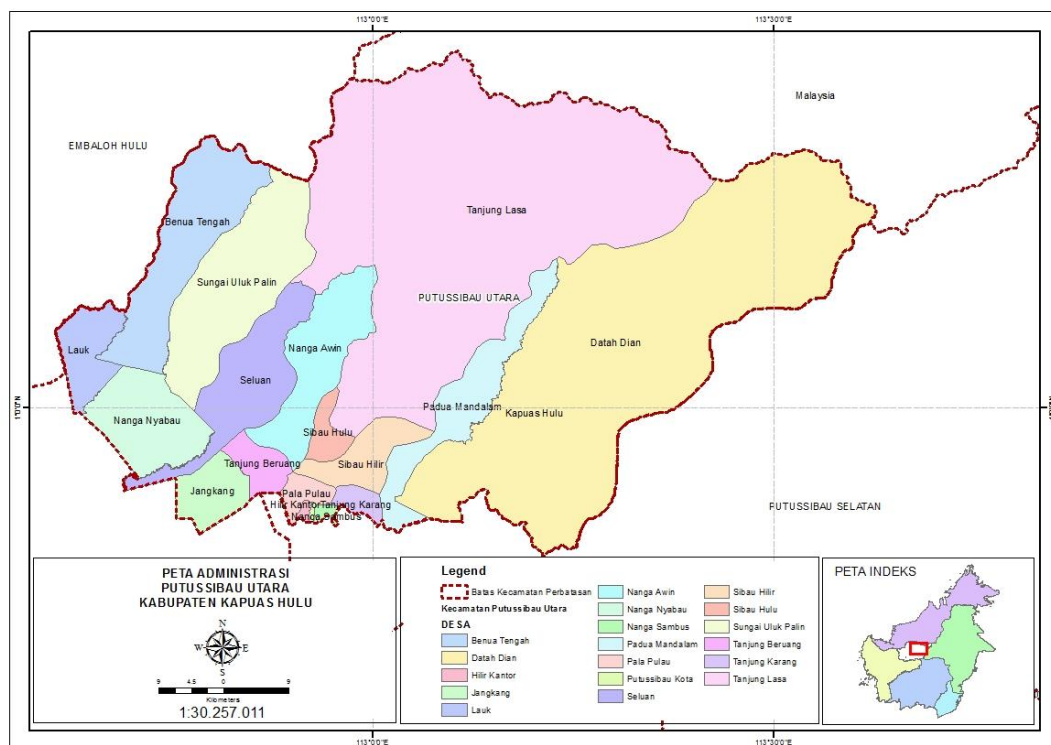 113°0'0"E
113°30'0"E
Malaysia
EMBALOH HULU
Benua Tengah
Tanjung Lasa
Sungai Uluk Palin
PUTUSSIBAU UTARA
Lauk
Nanga Awin
Datah Dian
Seluan
Padua Mandalam
Kapuas Hulu
Nanga Nyabau
Sibau Hulu
Tanjung Beruang
Sibau Hilir
Jangkang
Pala Pulau
Hilir Kantor
Tanjung Karang
Nanga Sambus
PUTUSSIBAU SELATAN
PETA ADMINISTRASI
PUTUSSIBAU UTARA
KABUPATEN KAPUAS HULU
N
W E
S
9 4.5 0 9
Kilometers
1:30.257.011
Legend
Batas Kecamatan Perbatasan
Kecamatan Putussibau Utara
DESA
Benua Tengah
Datah Dian
Hilir Kantor
Jangkang
Lauk
Nanga Awin
Nanga Nyabau
Nanga Sambus
Padua Mandalam
Pala Pulau
Putussibau Kota
Seluan
Sibau Hilir
Sibau Hulu
Sungai Uluk Palin
Tanjung Beruang
Tanjung Karang
Tanjung Lasa
PETA INDEKS
113°0'0"E
113°30'0"E